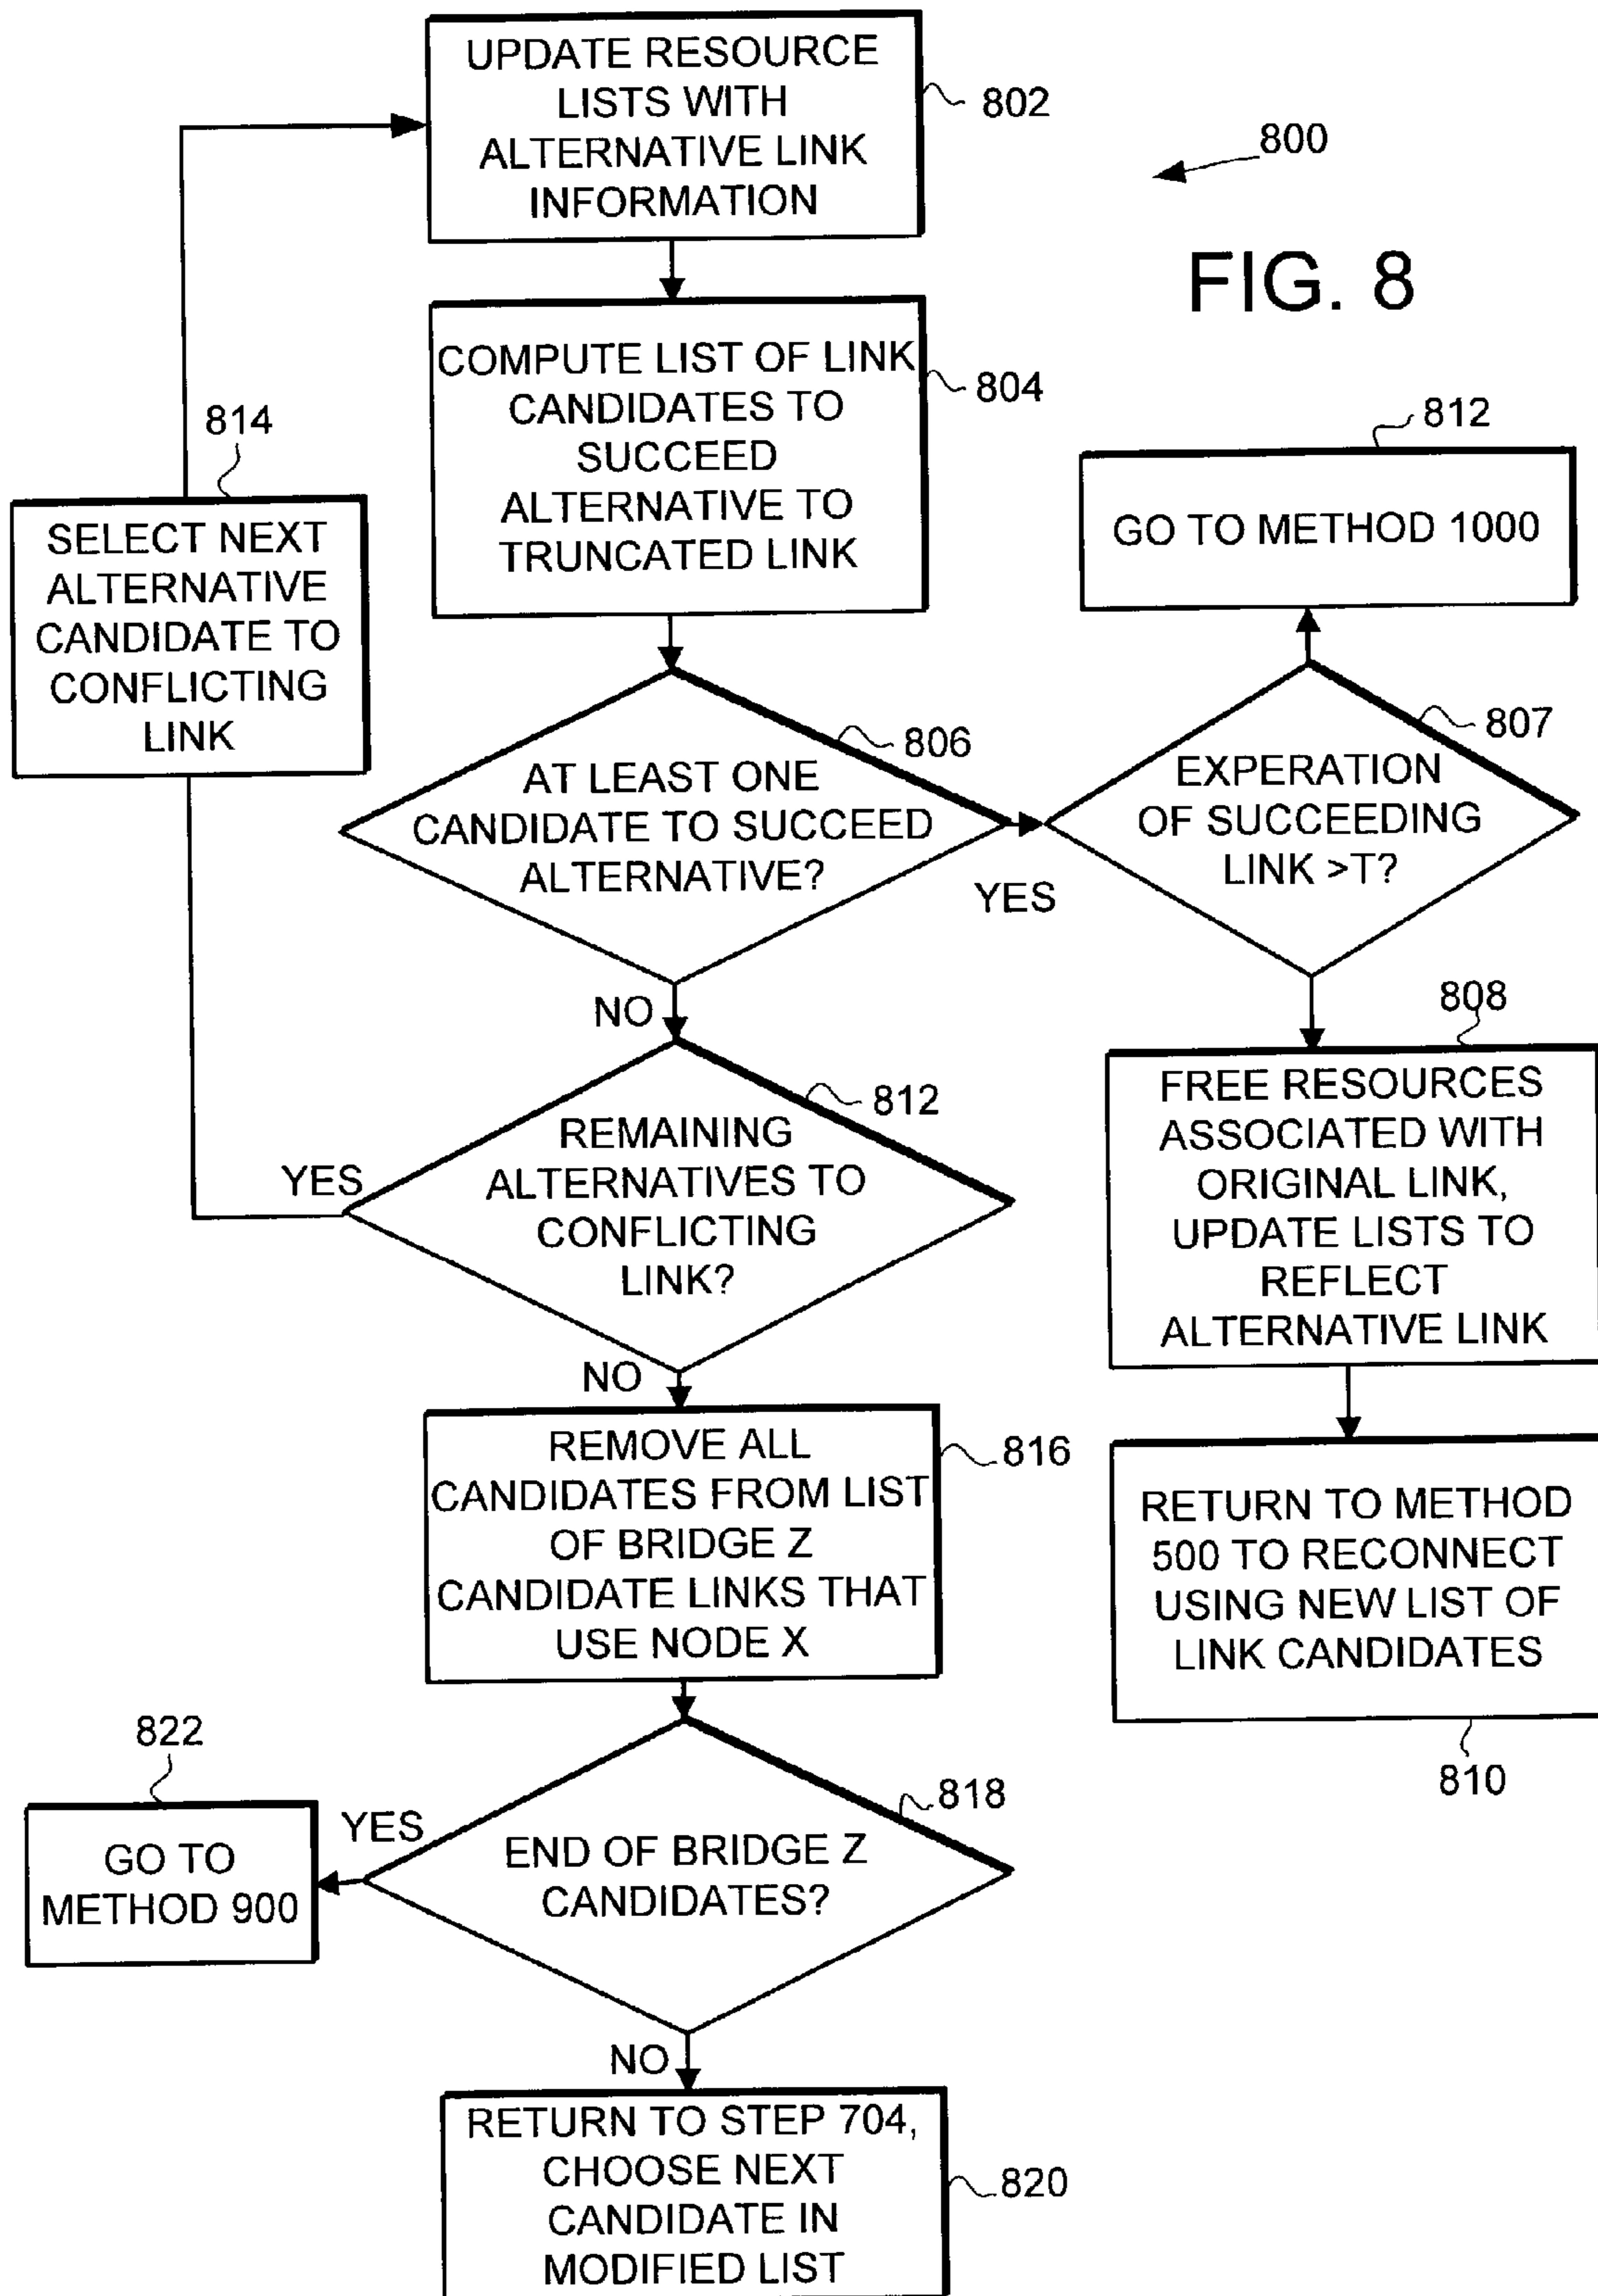 UPDATE RESOURCE
LISTS WITH
ALTERNATIVE LINK
INFORMATION
802
800
FIG. 8
COMPUTE LIST OF LINK
CANDIDATES TO
SUCCEED
ALTERNATIVE TO
TRUNCATED LINK
804
814
SELECT NEXT
ALTERNATIVE
CANDIDATE TO
CONFLICTING
LINK
812
GO TO METHOD 1000
806
AT LEAST ONE
CANDIDATE TO SUCCEED
ALTERNATIVE?
YES
NO
807
EXPERATION
OF SUCCEEDING
LINK >T?
808
FREE RESOURCES
ASSOCIATED WITH
ORIGINAL LINK,
UPDATE LISTS TO
REFLECT
ALTERNATIVE LINK
812
REMAINING
ALTERNATIVES TO
CONFLICTING
LINK?
YES
NO
RETURN TO METHOD
500 TO RECONNECT
USING NEW LIST OF
LINK CANDIDATES
810
REMOVE ALL
CANDIDATES FROM LIST
OF BRIDGE Z
CANDIDATE LINKS THAT
USE NODE X
816
822
GO TO
METHOD 900
YES
818
END OF BRIDGE Z
CANDIDATES?
NO
RETURN TO STEP 704,
CHOOSE NEXT
CANDIDATE IN
MODIFIED LIST
820